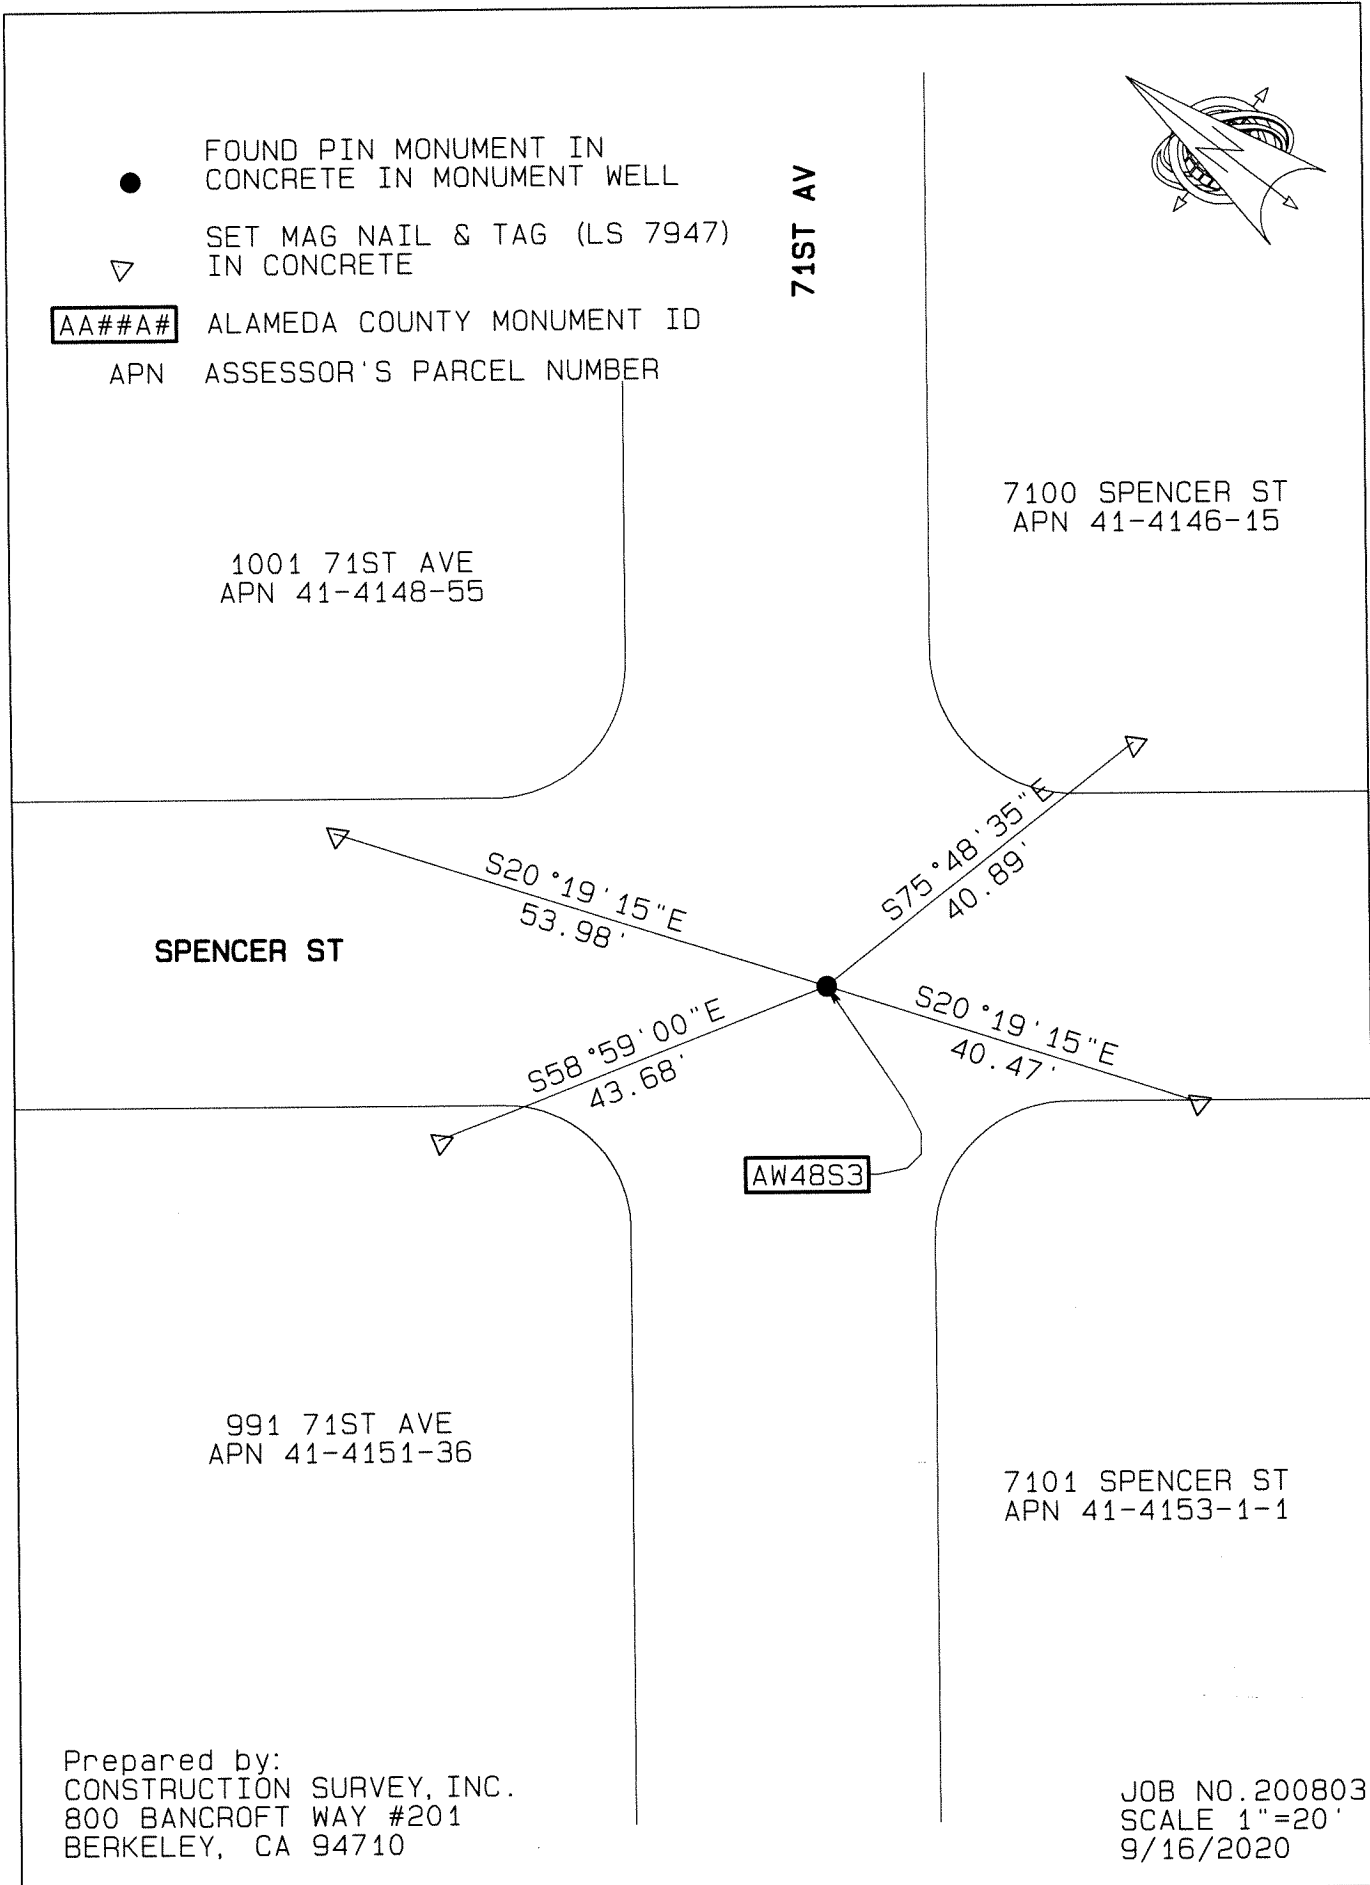 FOUND PIN MONUMENT IN
CONCRETE IN MONUMENT WELL
SET MAG NAIL & TAG (LS 7947)
IN CONCRETE
AA##A# ALAMEDA COUNTY MONUMENT ID
APN ASSESSOR'S PARCEL NUMBER
71ST AV
7100 SPENCER ST
APN 41-4146-15
1001 71ST AVE
APN 41-4148-55
S20°19'15"E
53.98'
S75°48'35"E
40.89'
SPENCER ST
S58°59'00"E
43.68'
S20°19'15"E
40.47'
AW48S3
991 71ST AVE
APN 41-4151-36
7101 SPENCER ST
APN 41-4153-1-1
Prepared by:
CONSTRUCTION SURVEY, INC.
800 BANCROFT WAY #201
BERKELEY, CA 94710
JOB NO.200803
SCALE 1"=20'
9/16/2020